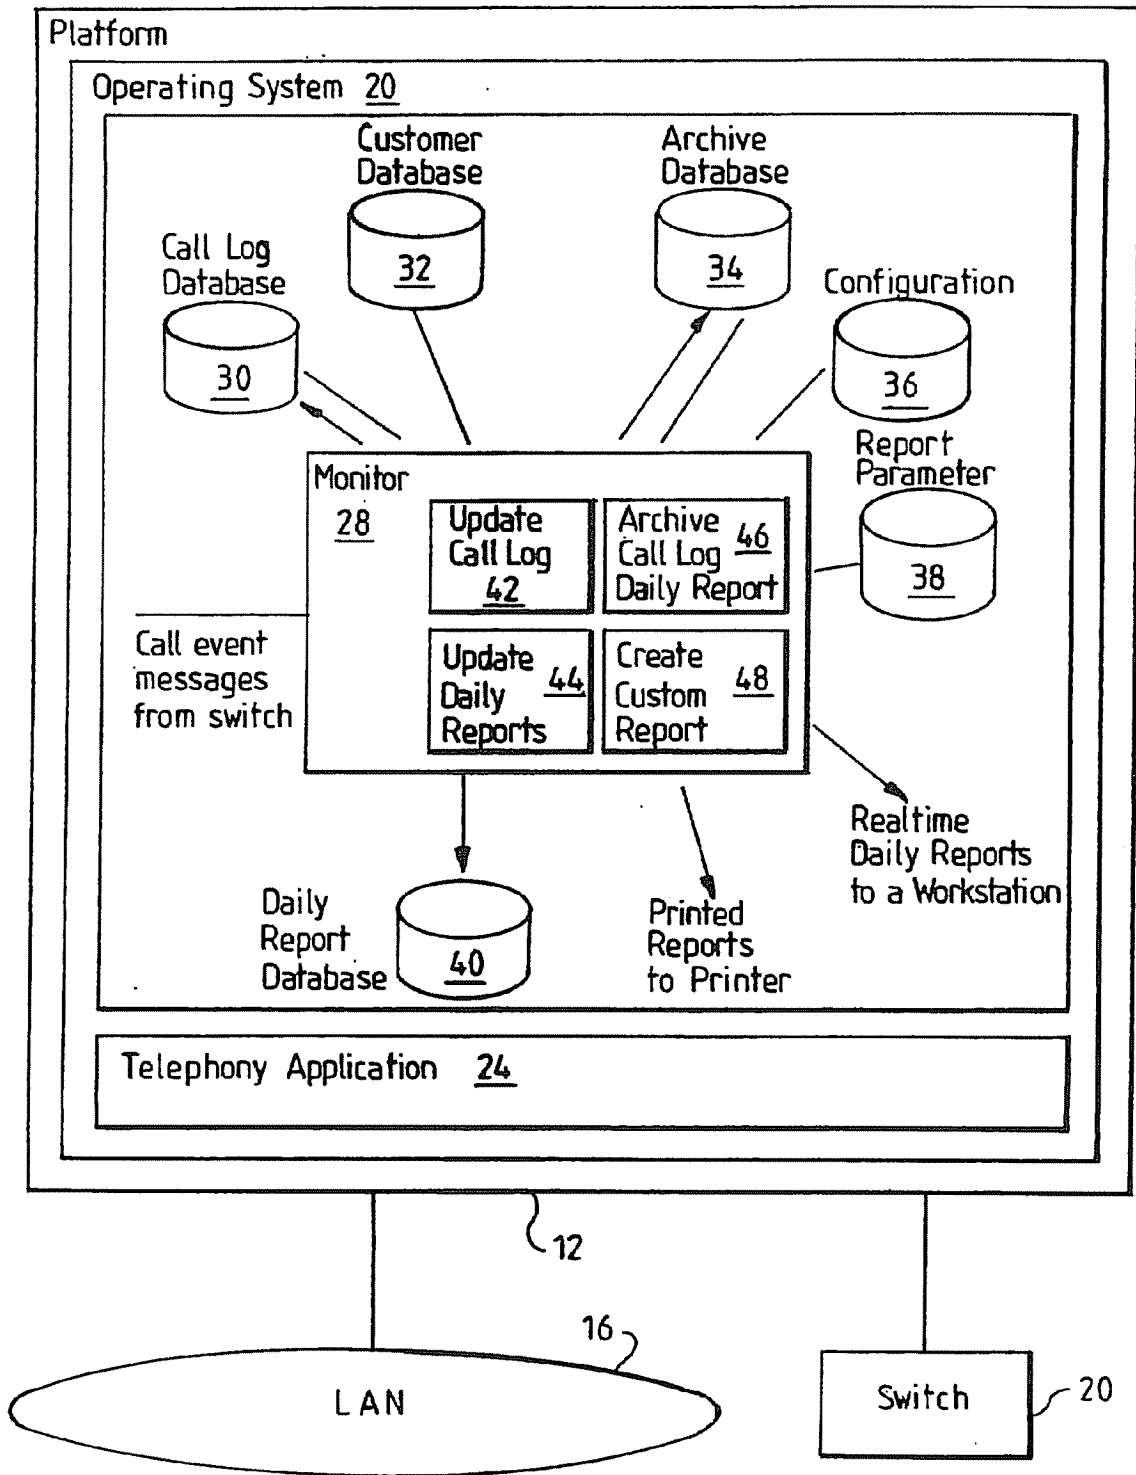 Platform
Operating System 20
Customer
Database
32
Archive
Database
34
Call Log
Database
30
Configuration
36
Report
Parameter
38
Monitor
28
Update
Call Log
42
Archive
Call Log
Daily Report
46
Call event
messages
from switch
Update
Daily
Reports
44
Create
Custom
Report
48
Realtime
Daily Reports
to a Workstation
Daily
Report
Database
40
Printed
Reports
to Printer
Telephony Application 24
12
16
LAN
Switch
20